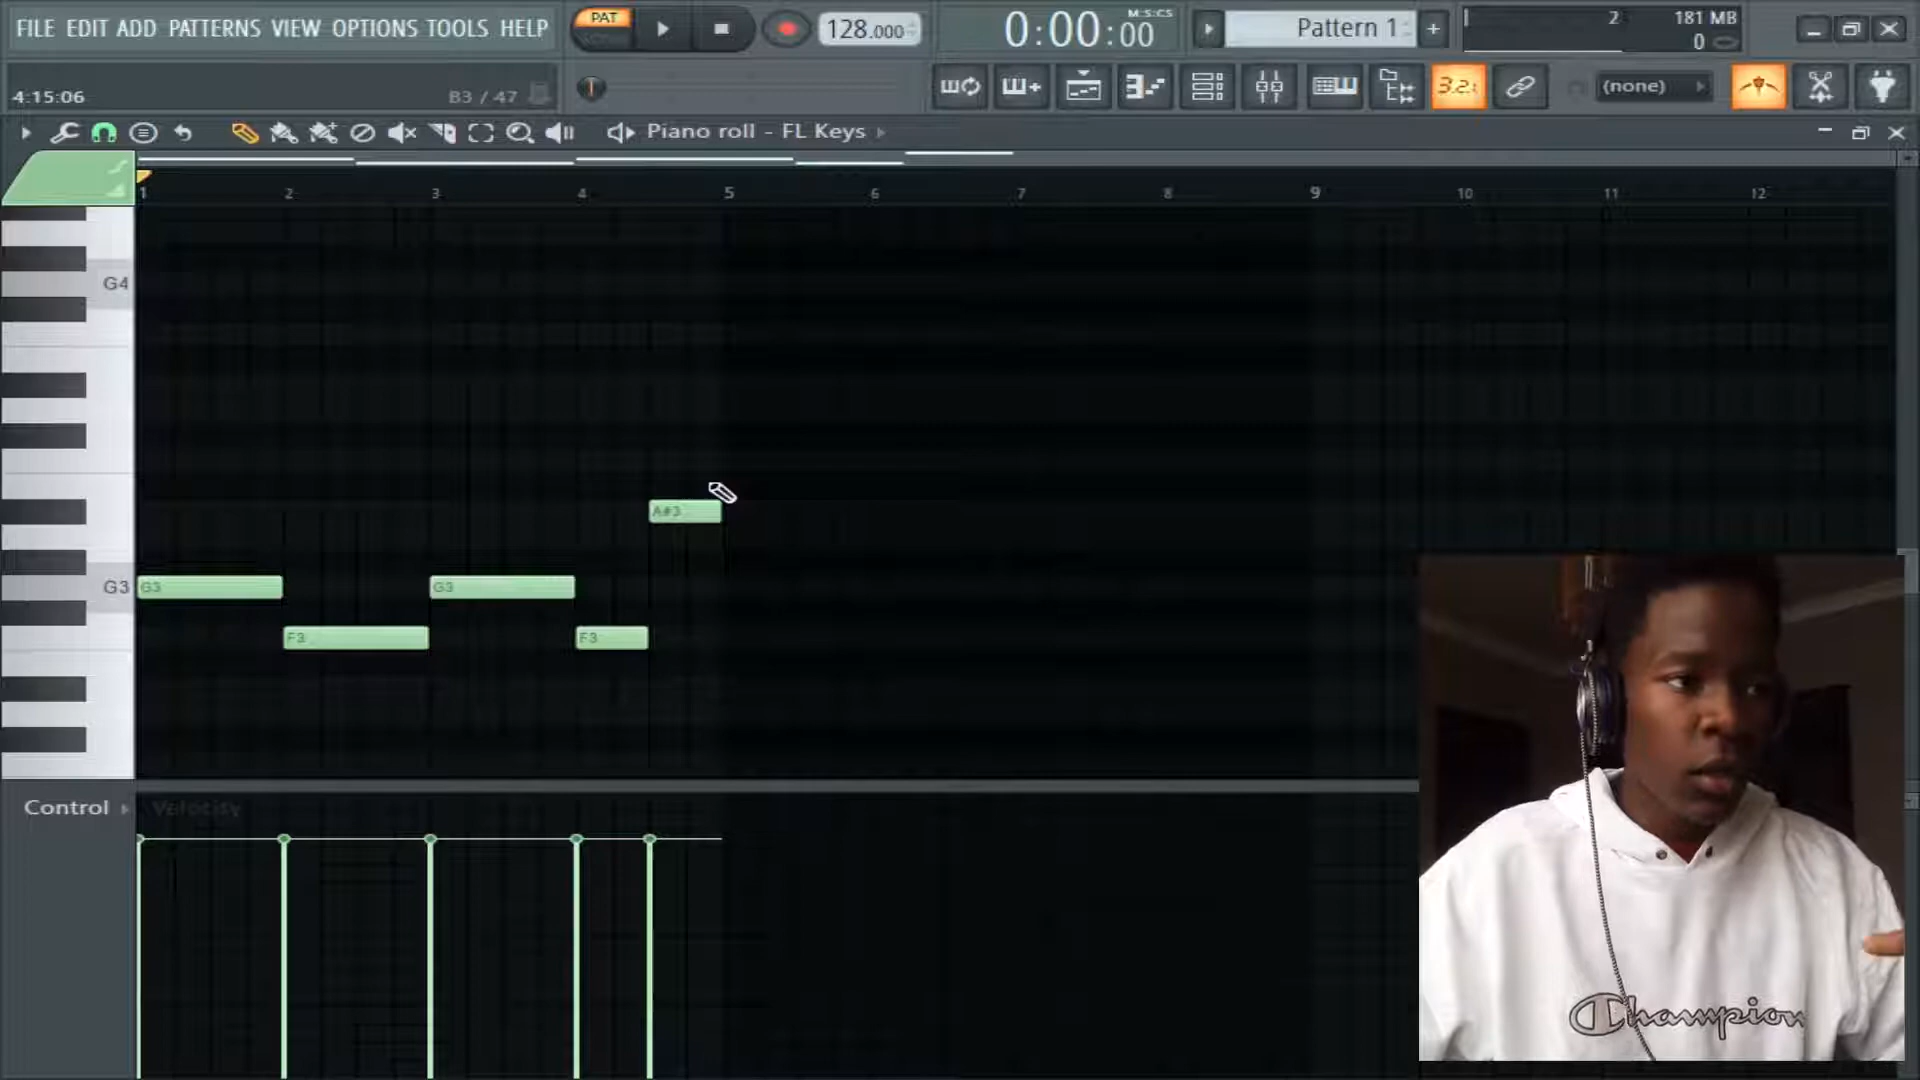 FILE EDIT ADD PATTERNS VIEW OPTIONS TOOLS HELP
PAT
SONG
128.000
0:00:00
M:S:CS
Pattern 1
+
2
181 MB
0
4:15:06
B3 / 47
(none)
Piano roll - FL Keys
1 2 3 4 5 6 7 8 9 10 11 12
G4
A#3
G3
G3
G3
F3
F3
Control
Velocity
Champion